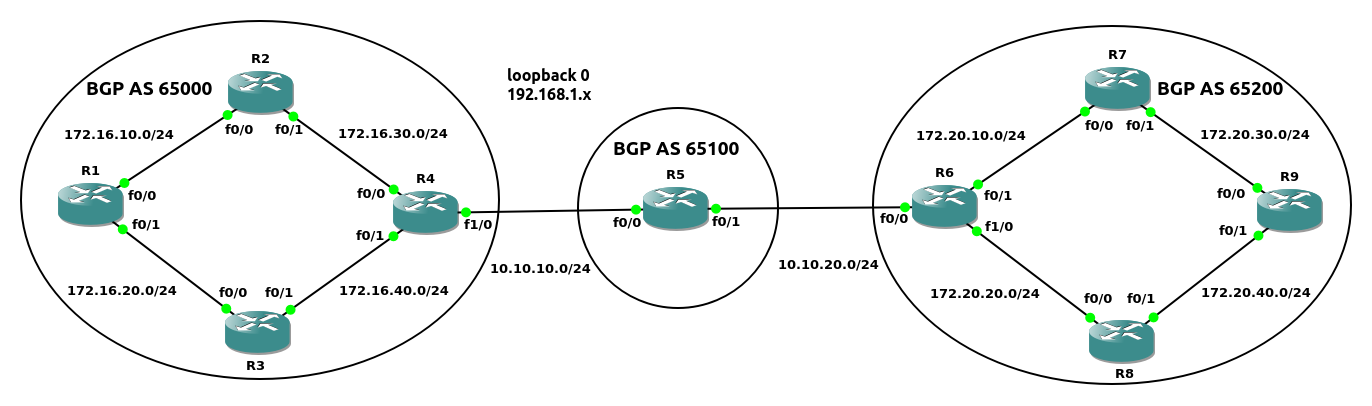 BGP AS 65000
R2
f0/0
f0/1
172.16.10.0/24
172.16.30.0/24
R1
f0/0
f0/1
R4
f0/0
f0/1
f1/0
172.16.20.0/24
172.16.40.0/24
f0/0
f0/1
R3
loopback 0
192.168.1.x
BGP AS 65100
R5
f0/0
f0/1
10.10.10.0/24
10.10.20.0/24
R7
BGP AS 65200
f0/0
f0/1
172.20.10.0/24
172.20.30.0/24
R6
f0/0
f0/1
f1/0
R9
f0/0
f0/1
172.20.20.0/24
172.20.40.0/24
f0/0
f0/1
R8